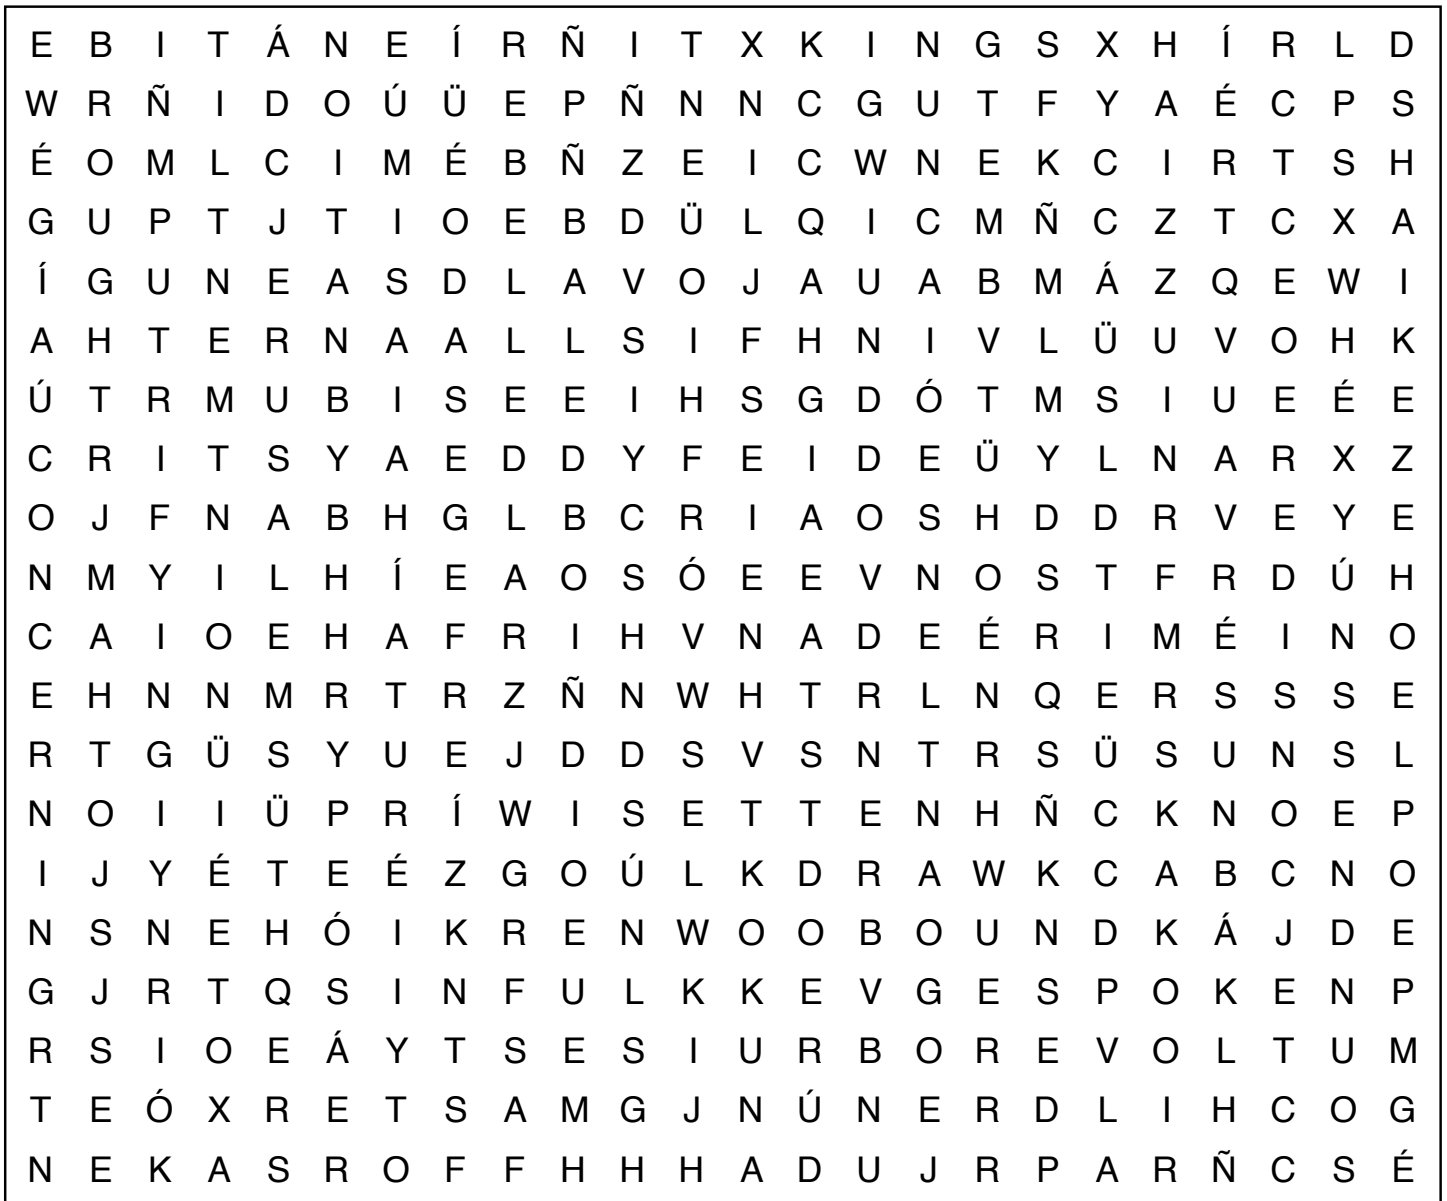 E B I T Á N E Í R Ñ I T X K I N G S X H Í R L D
W R Ñ I D O Ú Ü E P Ñ N N C G U T F Y A É C P S
É O M L C I M É B Ñ Z E I C W N E K C I R T S H
G U P T J T I O E B D Ü L Q I C M Ñ C Z T C X A
Í G U N E A S D L A V O J A U A B M Á Z Q E W I
A H T E R N A A L L S I F H N I V L Ü U V O H K
Ú T R M U B I S E E I H S G D Ó T M S I U E É E
C R I T S Y A E D D Y F E I D E Ü Y L N A R X Z
O J F N A B H G L B C R I A O S H D D R V E Y E
N M Y I L H Í E A O S Ó E E V N O S T F R D Ú H
C A I O E H A F R I H V N A D E É R I M É I N O
E H N N M R T R Z Ñ N W H T R L N Q E R S S S E
R T G Ü S Y U E J D D S V S N T R S Ü S U N S L
N O I I Ü P R Í W I S E T T E N H Ñ C K N O E P
I J Y É T E É Z G O Ú L K D R A W K C A B C N O
N S N E H Ó I K R E N W O O B O U N D K Á J D E
G J R T Q S I N F U L K K E V G E S P O K E N P
R S I O E Á Y T S E S I U R B O R E V O L T U M
T E Ó X R E T S A M G J N Ú N E R D L I H C O G
N E K A S R O F F H H H A D U J R P A R Ñ C S É